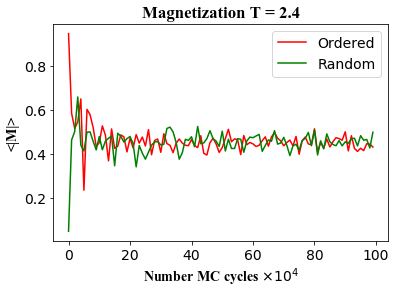 Magnetization T = 2.4
Ordered
Random
<|M|>
0.8
0.6
0.4
0.2
0 20 40 60 80 100
Number MC cycles ×10⁴